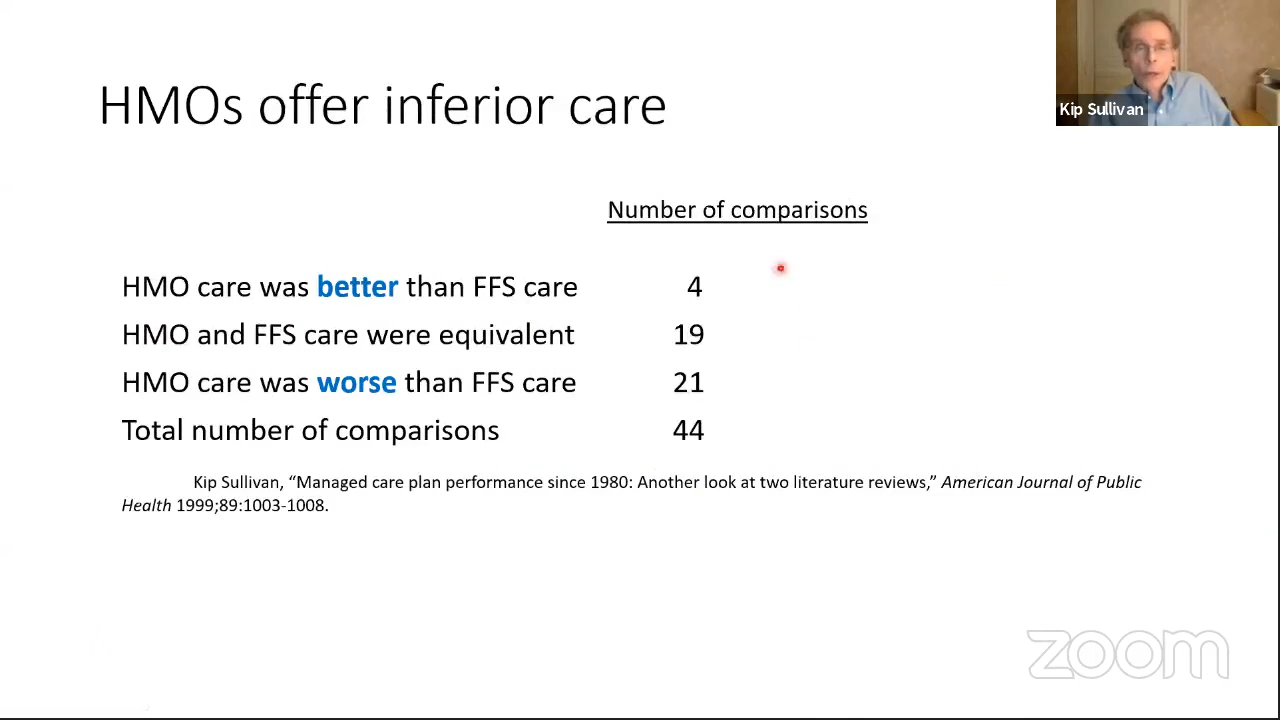 HMOs offer inferior care
Kip Sullivan
Number of comparisons
HMO care was better than FFS care 4
HMO and FFS care were equivalent 19
HMO care was worse than FFS care 21
Total number of comparisons 44
Kip Sullivan, “Managed care plan performance since 1980: Another look at two literature reviews,” American Journal of Public
Health 1999;89:1003-1008.
zoom